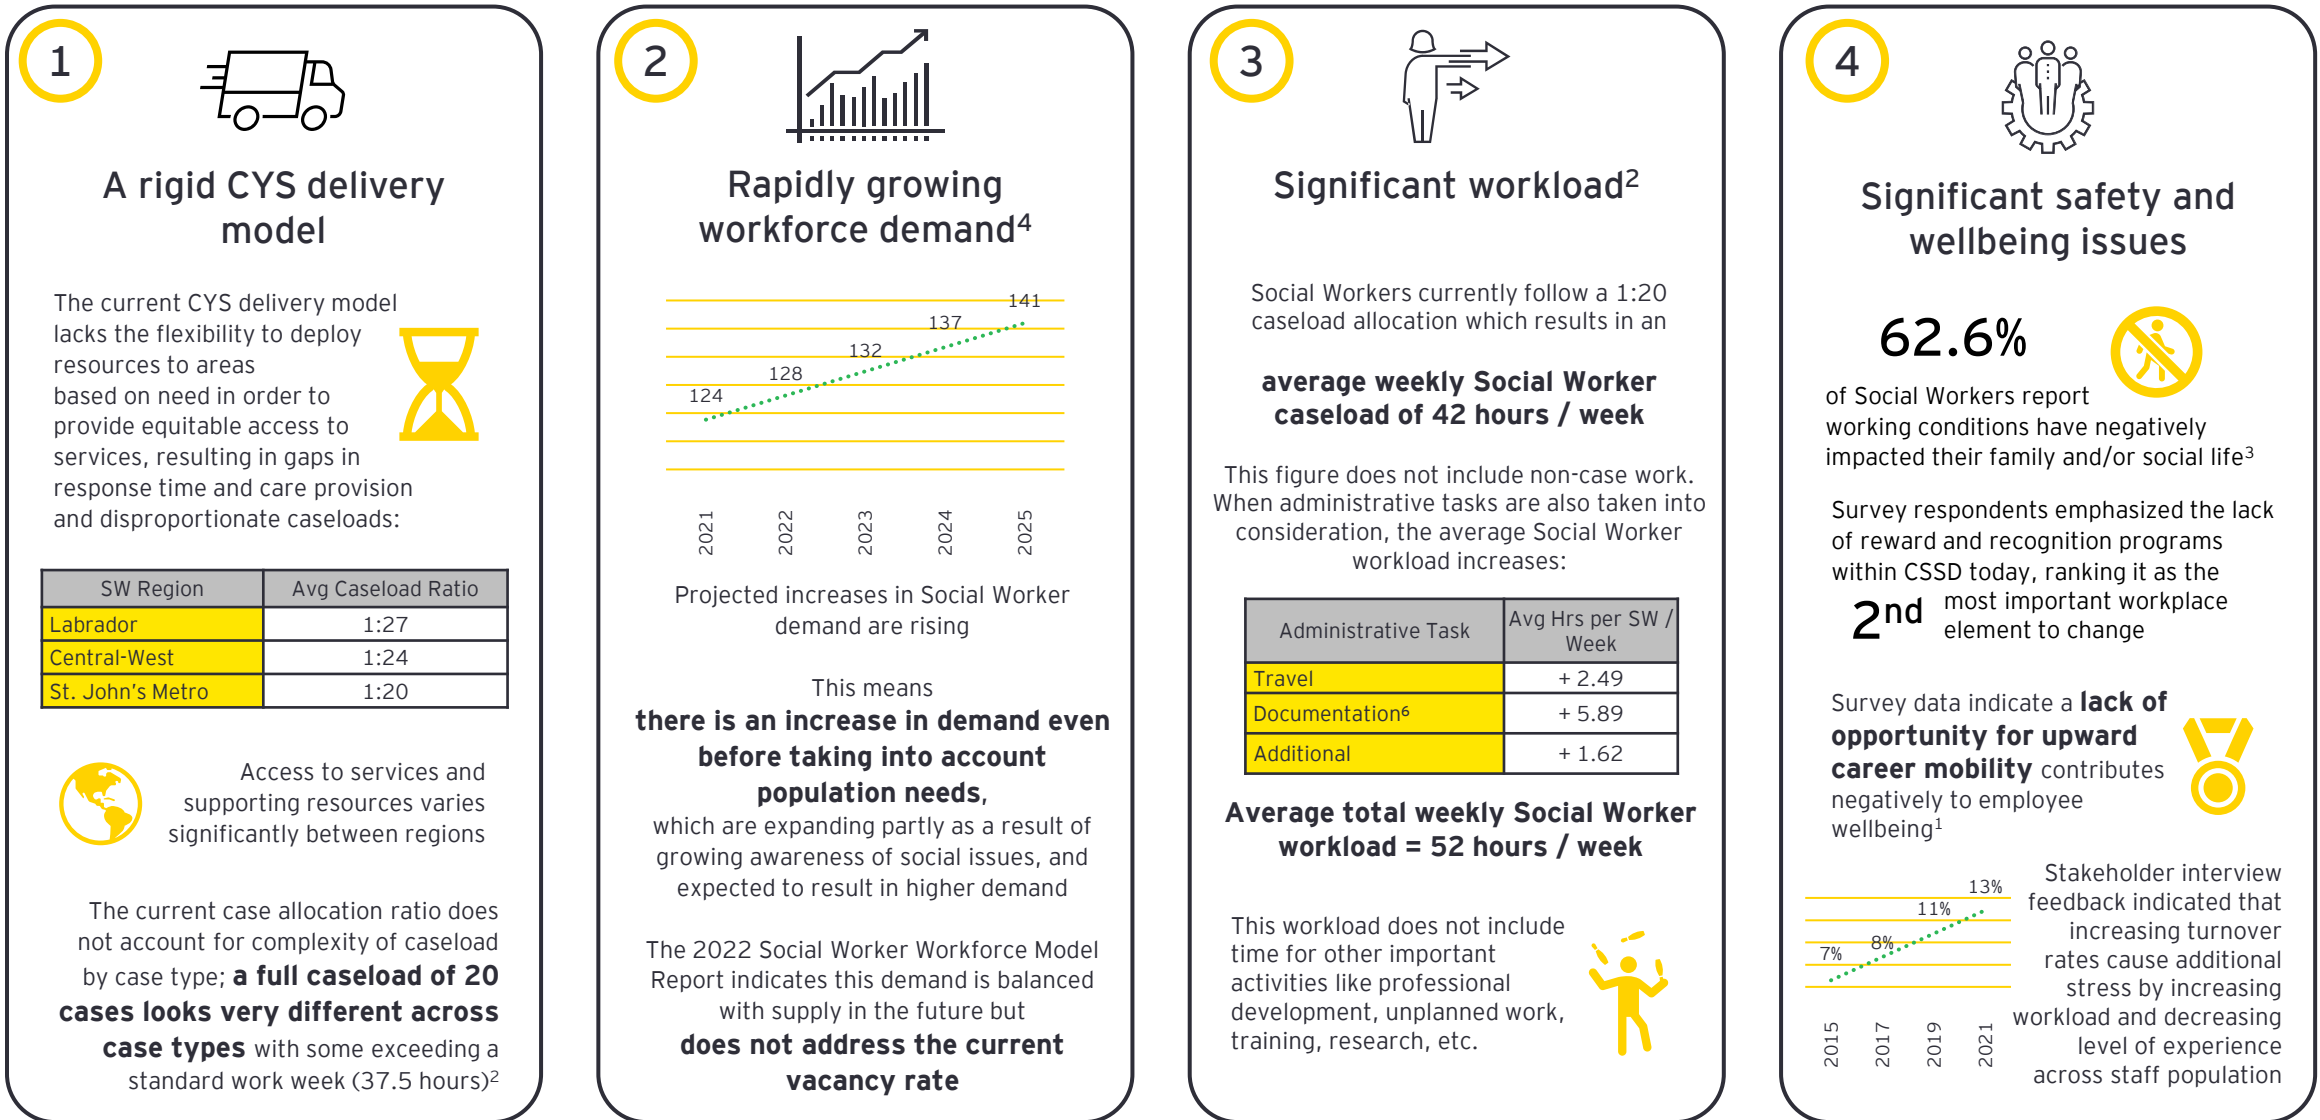 1
A rigid CYS delivery
model
The current CYS delivery model
lacks the flexibility to deploy
resources to areas
based on need in order to
provide equitable access to
services, resulting in gaps in
response time and care provision
and disproportionate caseloads:
SW Region Avg Caseload Ratio
Labrador 1:27
Central-West 1:24
St. John's Metro 1:20
Access to services and
supporting resources varies
significantly between regions
The current case allocation ratio does
not account for complexity of caseload
by case type; a full caseload of 20
cases looks very different across
case types with some exceeding a
standard work week (37.5 hours)²
2
Rapidly growing
workforce demand⁴
124
128
132
137
141
2021
2022
2023
2024
2025
Projected increases in Social Worker
demand are rising
This means
there is an increase in demand even
before taking into account
population needs,
which are expanding partly as a result of
growing awareness of social issues, and
expected to result in higher demand
The 2022 Social Worker Workforce Model
Report indicates this demand is balanced
with supply in the future but
does not address the current
vacancy rate
3
Significant workload²
Social Workers currently follow a 1:20
caseload allocation which results in an
average weekly Social Worker
caseload of 42 hours / week
This figure does not include non-case work.
When administrative tasks are also taken into
consideration, the average Social Worker
workload increases:
Administrative Task Avg Hrs per SW /
Week
Travel + 2.49
Documentation⁶ + 5.89
Additional + 1.62
Average total weekly Social Worker
workload = 52 hours / week
This workload does not include
time for other important
activities like professional
development, unplanned work,
training, research, etc.
4
Significant safety and
wellbeing issues
62.6%
of Social Workers report
working conditions have negatively
impacted their family and/or social life³
Survey respondents emphasized the lack
of reward and recognition programs
within CSSD today, ranking it as the
2nd most important workplace
element to change
Survey data indicate a lack of
opportunity for upward
career mobility contributes
negatively to employee
wellbeing¹
7%
8%
11%
13%
2015
2017
2019
2021
Stakeholder interview
feedback indicated that
increasing turnover
rates cause additional
stress by increasing
workload and decreasing
level of experience
across staff population